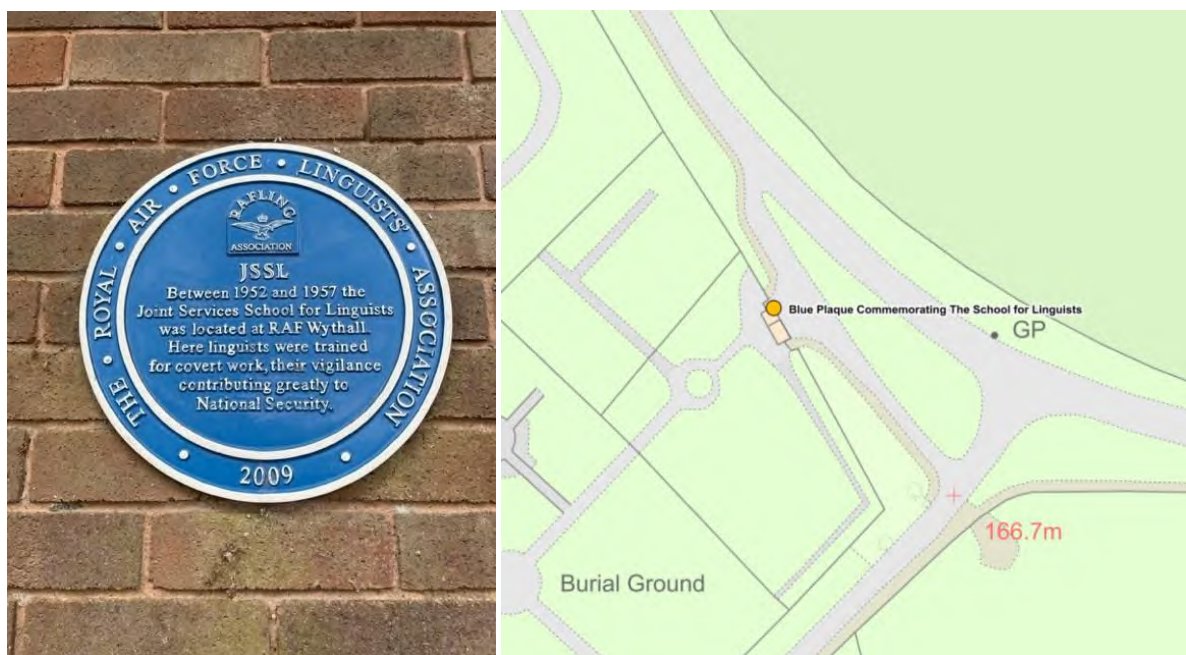 THE · ROYAL · AIR · FORCE · LINGUISTS' · ASSOCIATION
RAFLING
ASSOCIATION
JSSL
Between 1952 and 1957 the
Joint Services School for Linguists
was located at RAF Wythall.
Here linguists were trained
for covert work, their vigilance
contributing greatly to
National Security.
2009
Blue Plaque Commemorating The School for Linguists
GP
166.7m
Burial Ground